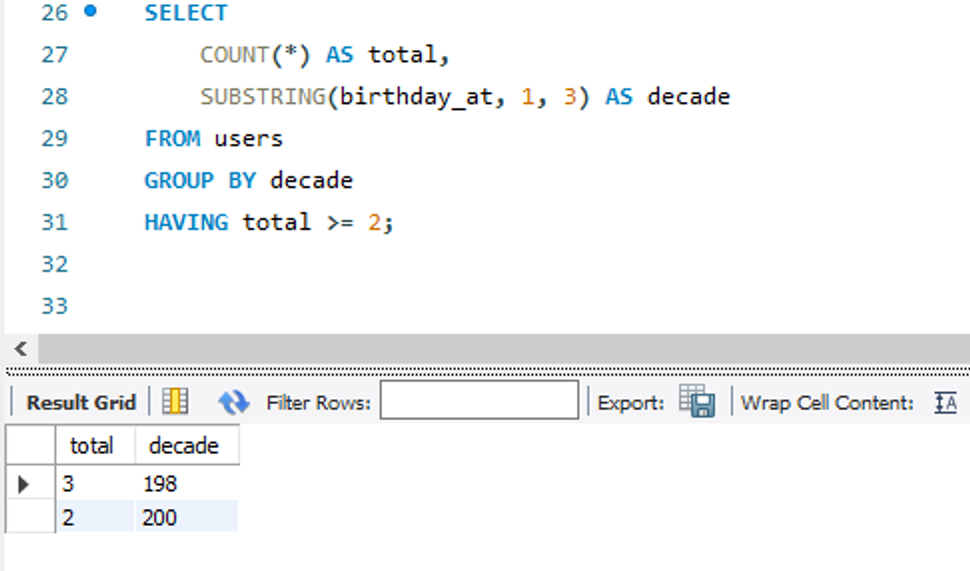 26 SELECT
27 COUNT(*) AS total,
28 SUBSTRING(birthday_at, 1, 3) AS decade
29 FROM users
30 GROUP BY decade
31 HAVING total >= 2;
32
33
Result Grid Filter Rows: Export: Wrap Cell Content: IA
total decade
3 198
2 200